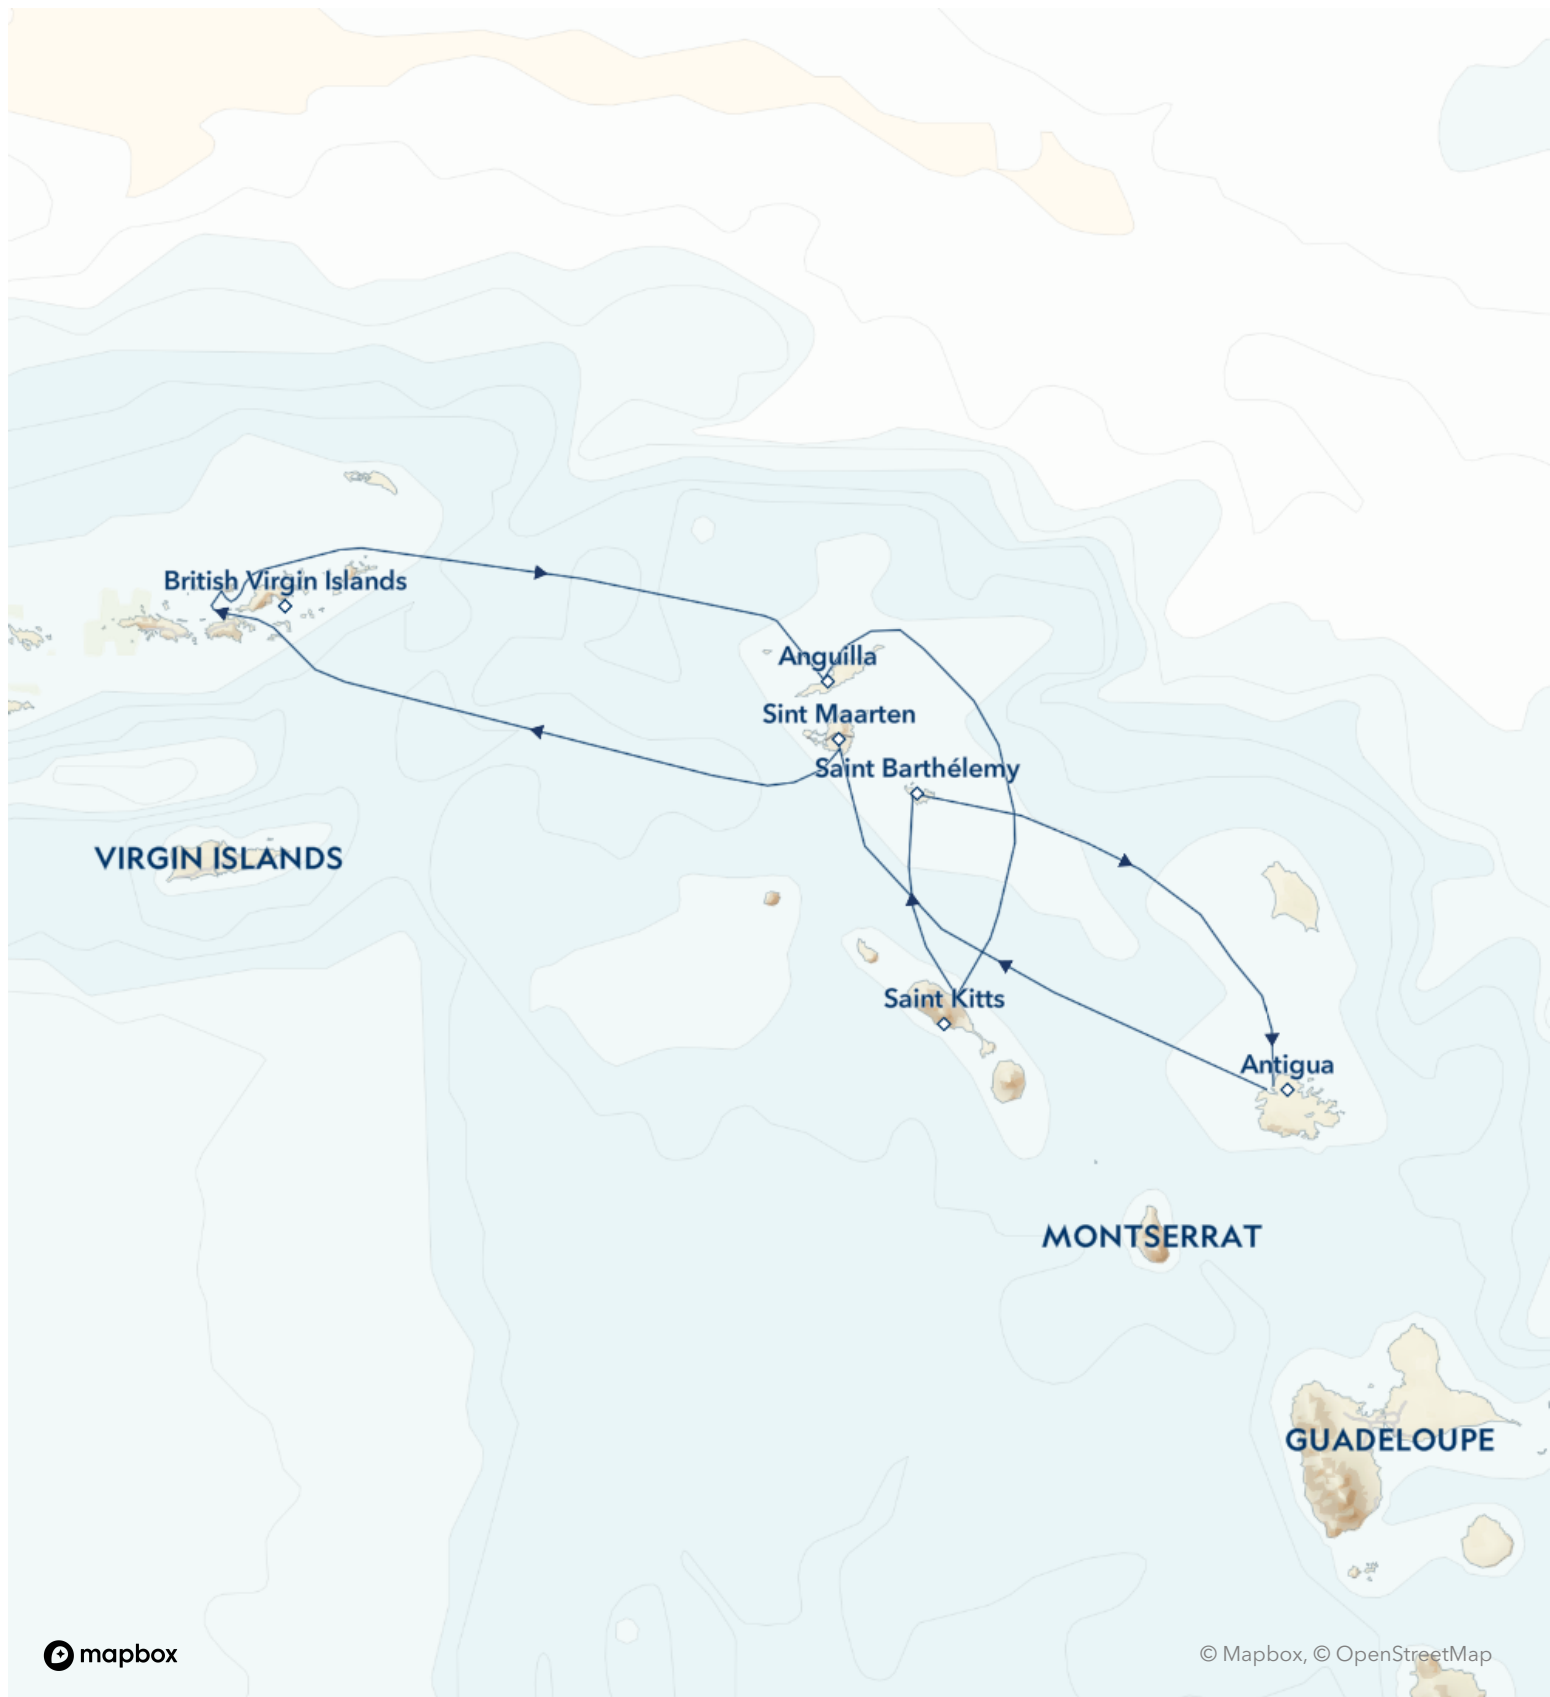 British Virgin Islands
Anguilla
Sint Maarten
Saint Barthélemy
VIRGIN ISLANDS
Saint Kitts
Antigua
MONTSERRAT
GUADELOUPE
mapbox
© Mapbox, © OpenStreetMap